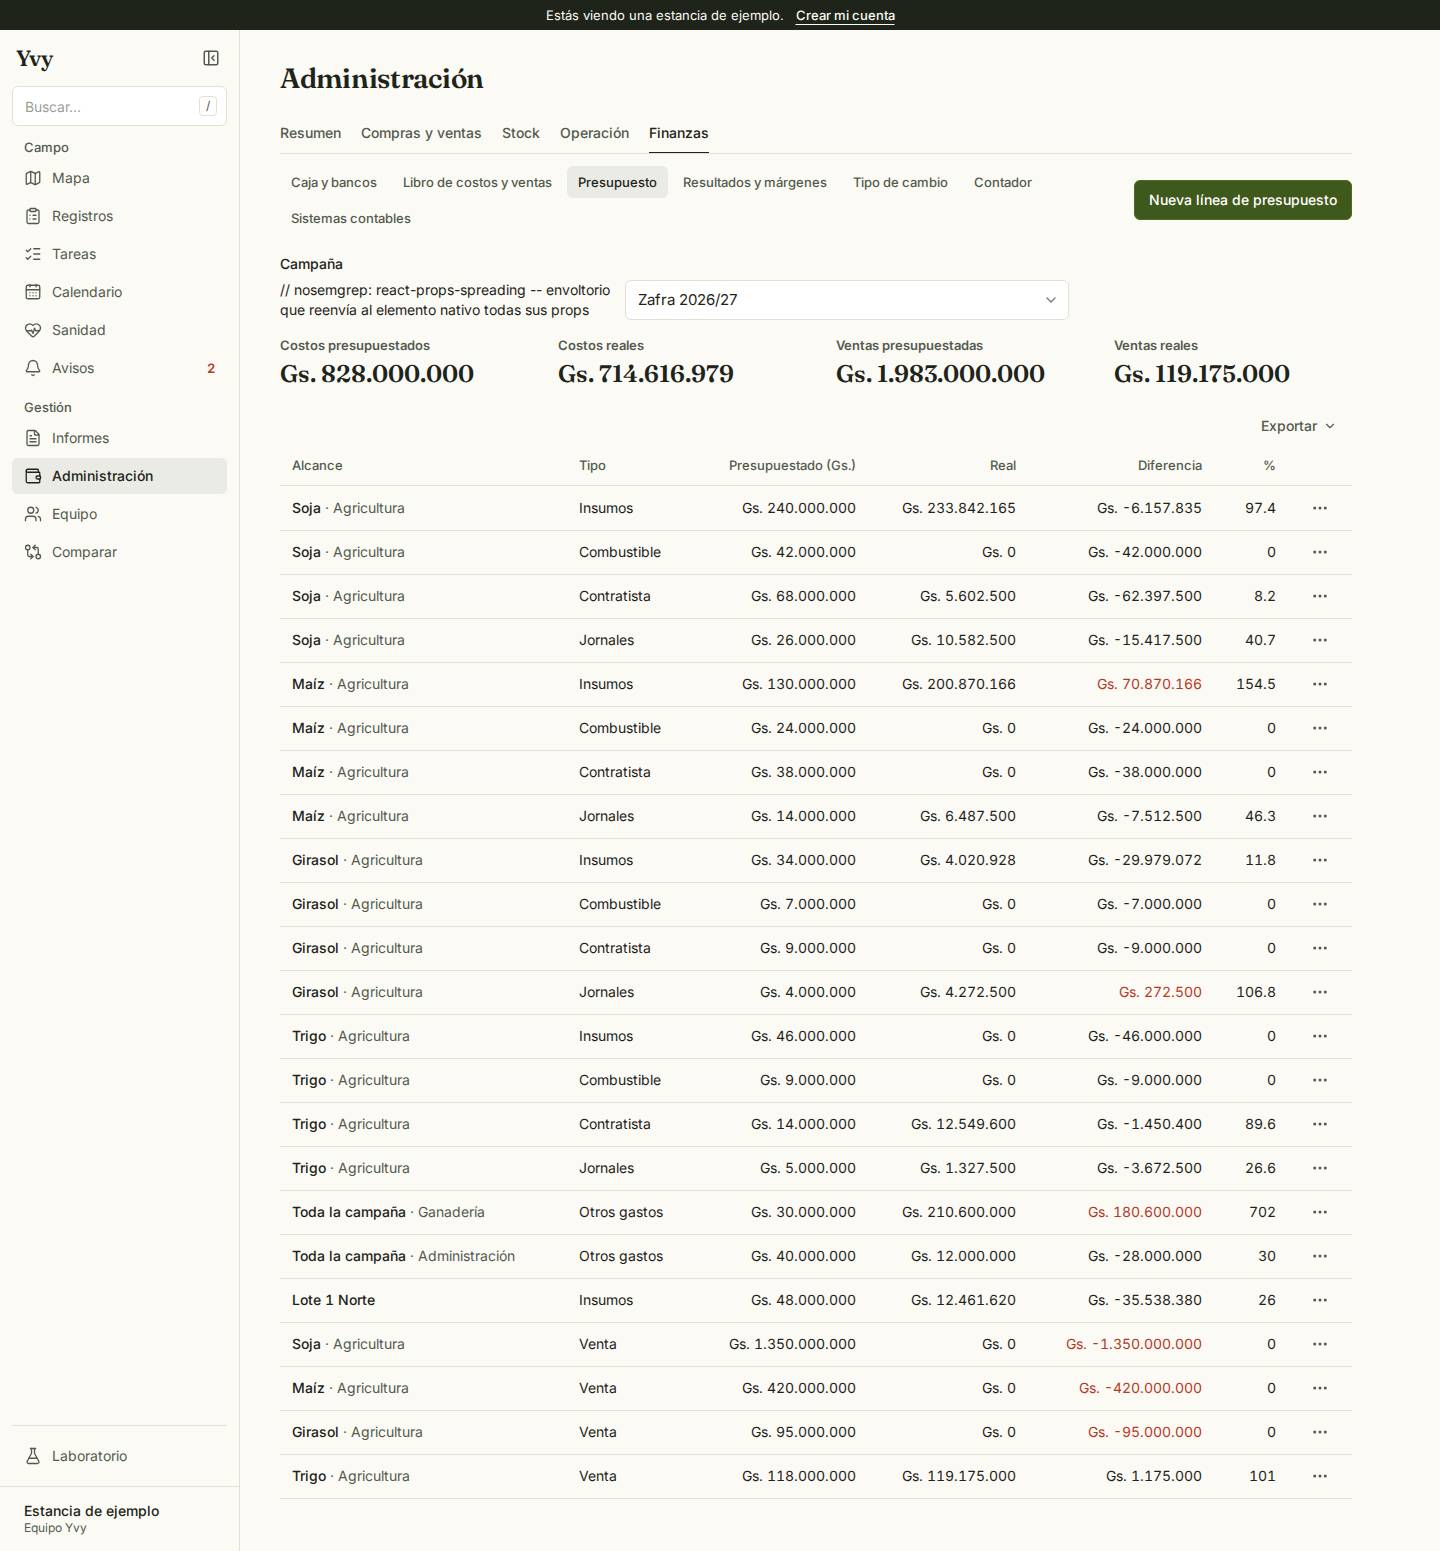 Estás viendo una estancia de ejemplo. Crear mi cuenta
Yvy
Buscar... /
Campo
Mapa
Registros
Tareas
Calendario
Sanidad
Avisos 2
Gestión
Informes
Administración
Equipo
Comparar
Laboratorio
Estancia de ejemplo
Equipo Yvy
Administración
Resumen Compras y ventas Stock Operación Finanzas
Caja y bancos Libro de costos y ventas Presupuesto Resultados y márgenes Tipo de cambio Contador
Sistemas contables
Nueva línea de presupuesto
Campaña
// nosemgrep: react-props-spreading -- envoltorio
que reenvía al elemento nativo todas sus props
Zafra 2026/27
Costos presupuestados Costos reales Ventas presupuestadas Ventas reales
Gs. 828.000.000 Gs. 714.616.979 Gs. 1.983.000.000 Gs. 119.175.000
Exportar
Alcance Tipo Presupuestado (Gs.) Real Diferencia %
Soja · Agricultura Insumos Gs. 240.000.000 Gs. 233.842.165 Gs. -6.157.835 97.4
Soja · Agricultura Combustible Gs. 42.000.000 Gs. 0 Gs. -42.000.000 0
Soja · Agricultura Contratista Gs. 68.000.000 Gs. 5.602.500 Gs. -62.397.500 8.2
Soja · Agricultura Jornales Gs. 26.000.000 Gs. 10.582.500 Gs. -15.417.500 40.7
Maíz · Agricultura Insumos Gs. 130.000.000 Gs. 200.870.166 Gs. 70.870.166 154.5
Maíz · Agricultura Combustible Gs. 24.000.000 Gs. 0 Gs. -24.000.000 0
Maíz · Agricultura Contratista Gs. 38.000.000 Gs. 0 Gs. -38.000.000 0
Maíz · Agricultura Jornales Gs. 14.000.000 Gs. 6.487.500 Gs. -7.512.500 46.3
Girasol · Agricultura Insumos Gs. 34.000.000 Gs. 4.020.928 Gs. -29.979.072 11.8
Girasol · Agricultura Combustible Gs. 7.000.000 Gs. 0 Gs. -7.000.000 0
Girasol · Agricultura Contratista Gs. 9.000.000 Gs. 0 Gs. -9.000.000 0
Girasol · Agricultura Jornales Gs. 4.000.000 Gs. 4.272.500 Gs. 272.500 106.8
Trigo · Agricultura Insumos Gs. 46.000.000 Gs. 0 Gs. -46.000.000 0
Trigo · Agricultura Combustible Gs. 9.000.000 Gs. 0 Gs. -9.000.000 0
Trigo · Agricultura Contratista Gs. 14.000.000 Gs. 12.549.600 Gs. -1.450.400 89.6
Trigo · Agricultura Jornales Gs. 5.000.000 Gs. 1.327.500 Gs. -3.672.500 26.6
Toda la campaña · Ganadería Otros gastos Gs. 30.000.000 Gs. 210.600.000 Gs. 180.600.000 702
Toda la campaña · Administración Otros gastos Gs. 40.000.000 Gs. 12.000.000 Gs. -28.000.000 30
Lote 1 Norte Insumos Gs. 48.000.000 Gs. 12.461.620 Gs. -35.538.380 26
Soja · Agricultura Venta Gs. 1.350.000.000 Gs. 0 Gs. -1.350.000.000 0
Maíz · Agricultura Venta Gs. 420.000.000 Gs. 0 Gs. -420.000.000 0
Girasol · Agricultura Venta Gs. 95.000.000 Gs. 0 Gs. -95.000.000 0
Trigo · Agricultura Venta Gs. 118.000.000 Gs. 119.175.000 Gs. 1.175.000 101